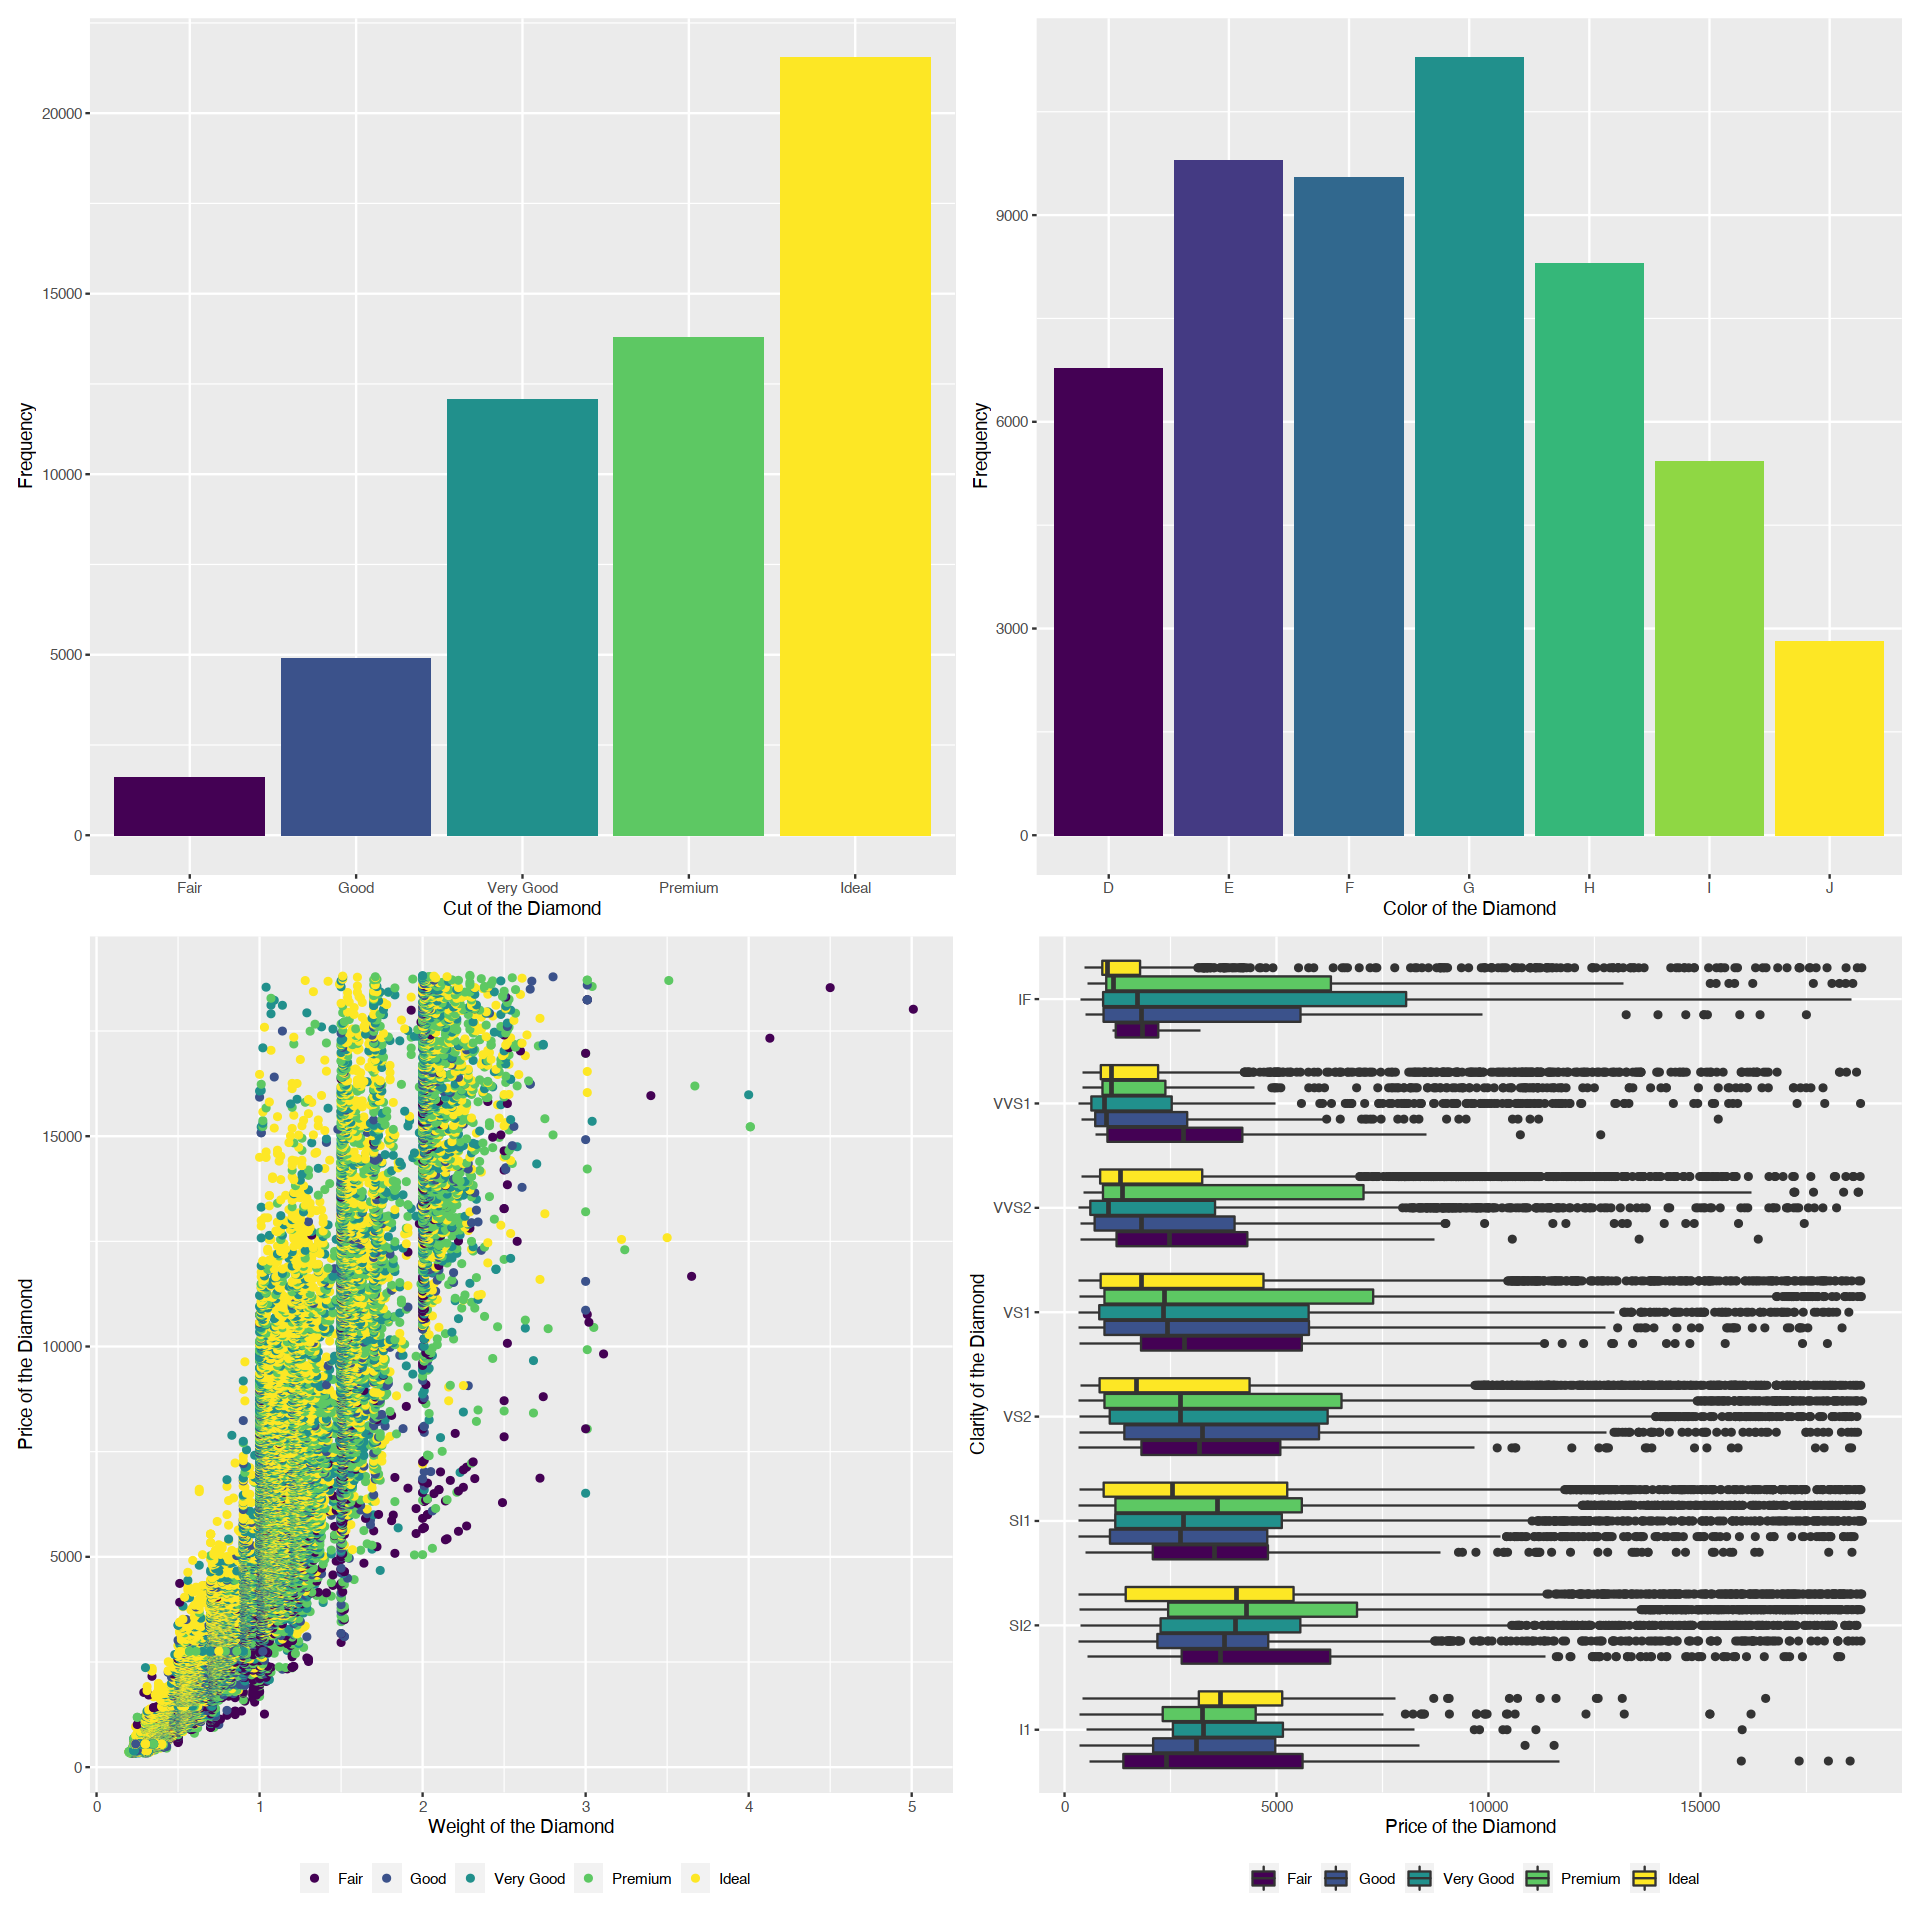 20000
15000
10000
5000
0
Frequency
Fair Good Very Good Premium Ideal
Cut of the Diamond
9000
6000
3000
0
Frequency
D E F G H I J
Color of the Diamond
15000
10000
5000
0
Price of the Diamond
0 1 2 3 4 5
Weight of the Diamond
Fair Good Very Good Premium Ideal
IF
VVS1
VVS2
VS1
VS2
SI1
SI2
I1
Clarity of the Diamond
0 5000 10000 15000
Price of the Diamond
Fair Good Very Good Premium Ideal